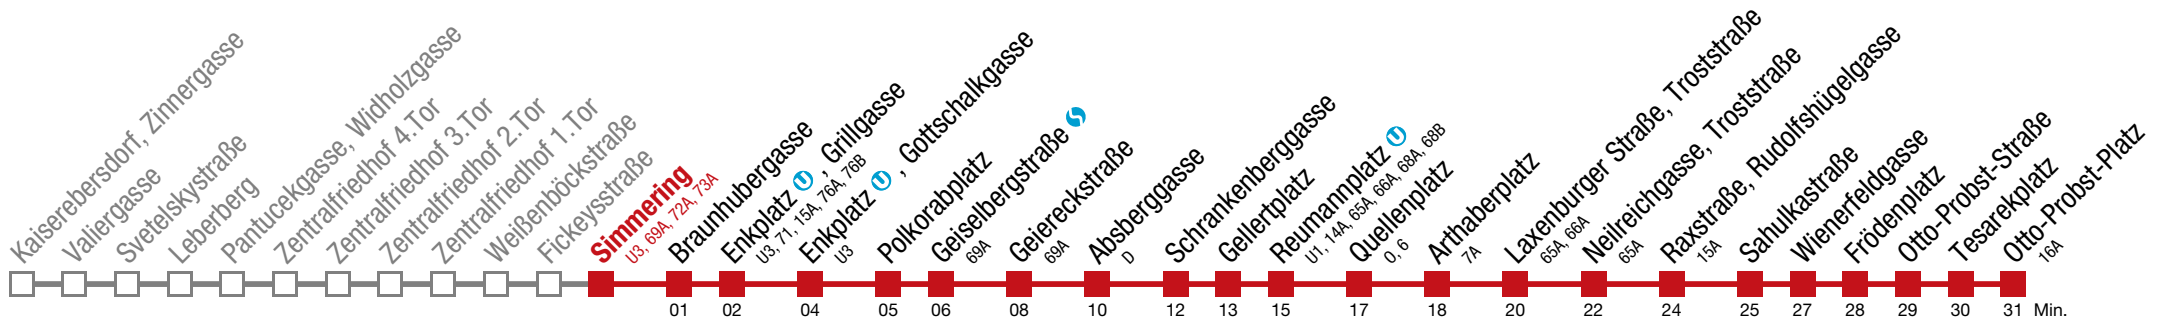 Kaiserebersdorf, Zinnergasse
Valiergasse
Svetelskystraße
Leberberg
Pantucekgasse, Widholzgasse
Zentralfriedhof 4.Tor
Zentralfriedhof 3.Tor
Zentralfriedhof 2.Tor
Zentralfriedhof 1.Tor
Weißenböckstraße
Fickeysstraße
Simmering
U3, 69A, 72A, 73A
Braunhubergasse
Enkplatz U, Grillgasse
U3, 71, 15A, 76A, 76B
Enkplatz U, Gottschalkgasse
U3
Polkorabplatz
Geiselbergstraße S
69A
Geiereckstraße
69A
Absberggasse
D
Schrankenberggasse
Gellertplatz
Reumannplatz U
U1, 14A, 65A, 66A, 68A, 68B
Quellenplatz
O, 6
Arthaberplatz
7A
Laxenburger Straße, Troststraße
65A, 66A
Neilreichgasse, Troststraße
65A
Raxstraße, Rudolfshügelgasse
15A
Sahulkastraße
Wienerfeldgasse
Frödenplatz
Otto-Probst-Straße
Tesarekplatz
Otto-Probst-Platz
16A
01 02 04 05 06 08 10 12 13 15 17 18 20 22 24 25 27 28 29 30 31 Min.